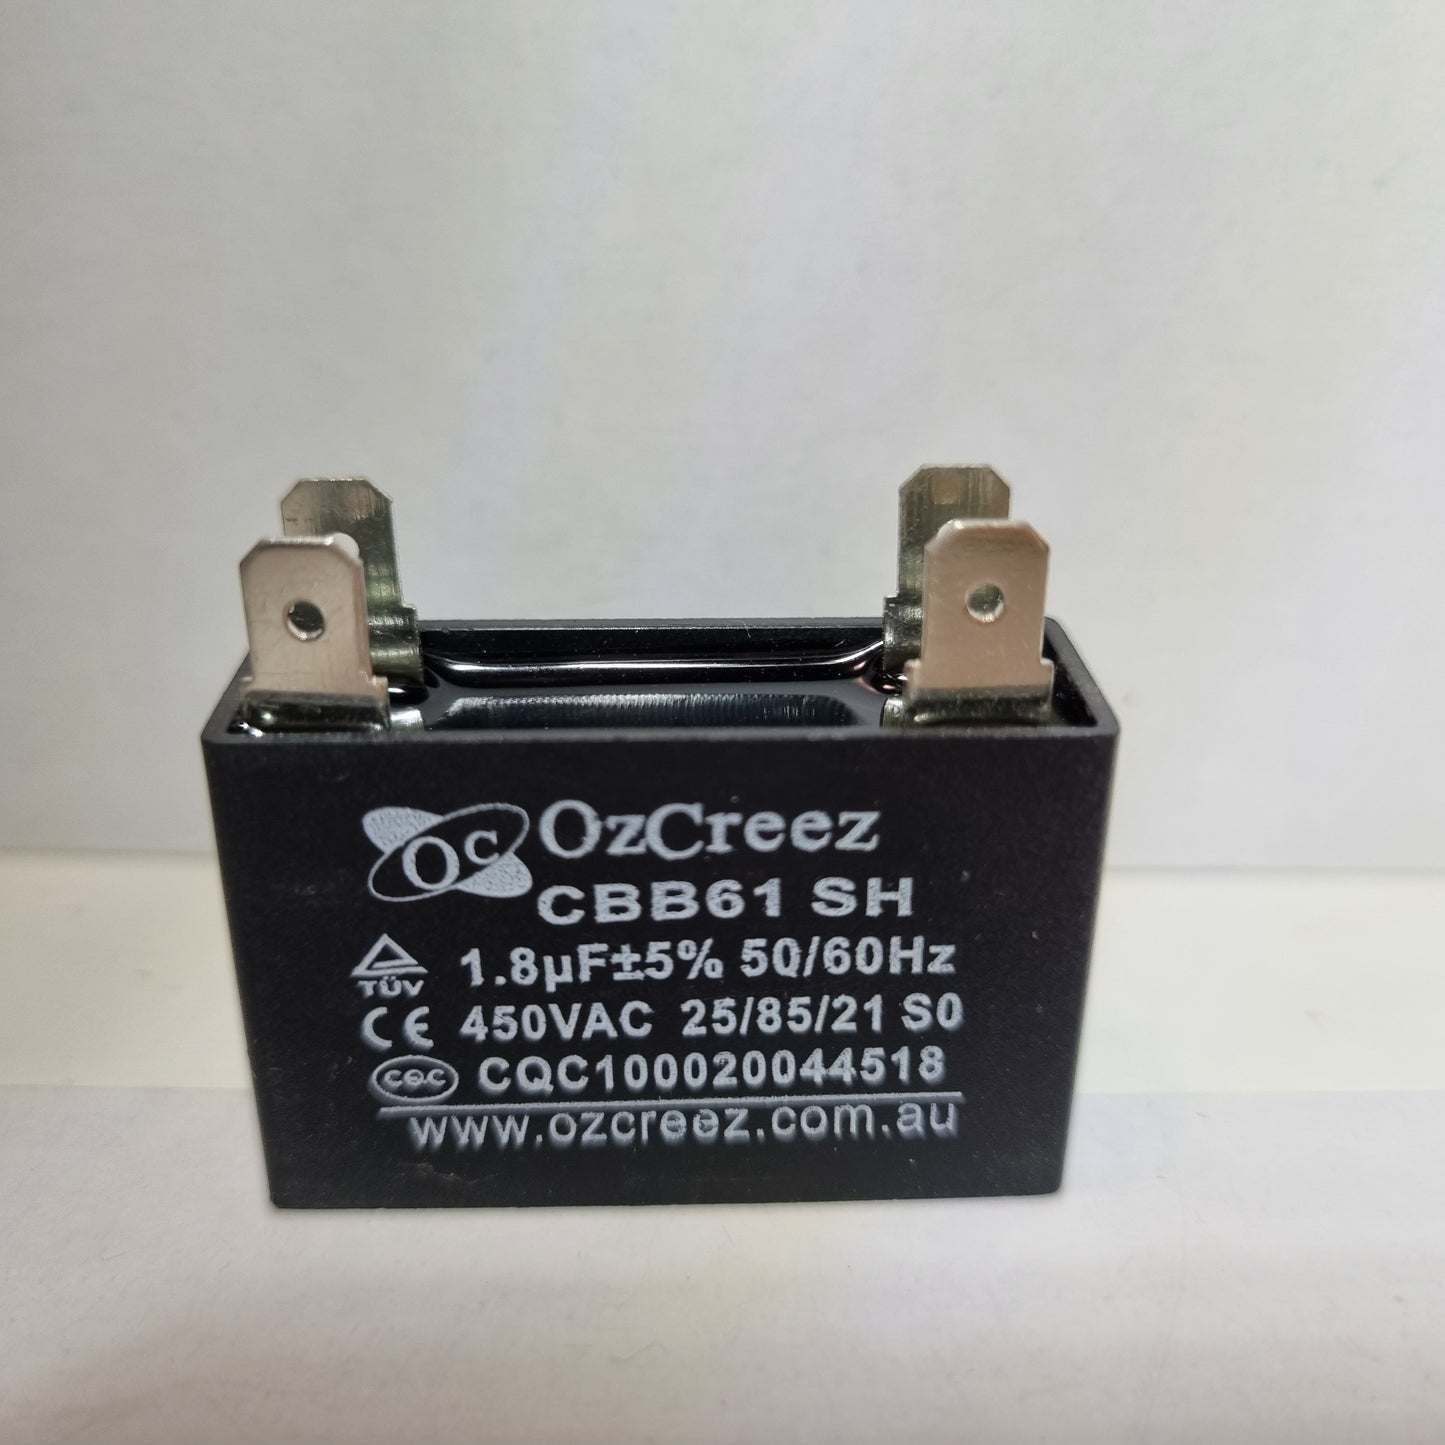 OC OzCreez
CBB61 SH
TÜV 1.8µF±5% 50/60Hz
CE 450VAC 25/85/21 S0
CQC CQC100020044518
www.ozcreez.com.au